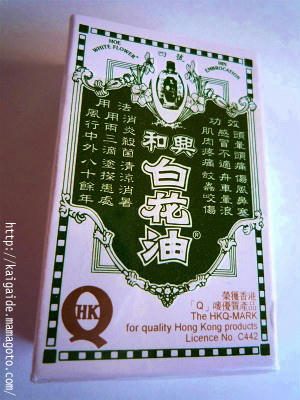 HOE HIN
WHITE FLOWER EMBROCATION
四號
功效
頭暈頭痛傷風鼻塞
感冒不適舟車暈浪
肌肉疼痛蚊蟲咬傷
和興
白花油®
用法
消炎殺菌清涼消暑
用兩三滴塗搽患處
風行中外八十餘年
HK
Q
榮獲香港
「Q」嘜優質產品
The HKQ-MARK
for quality Hong Kong products
Licence No. C442
http://kaigaide.mamagoto.com/